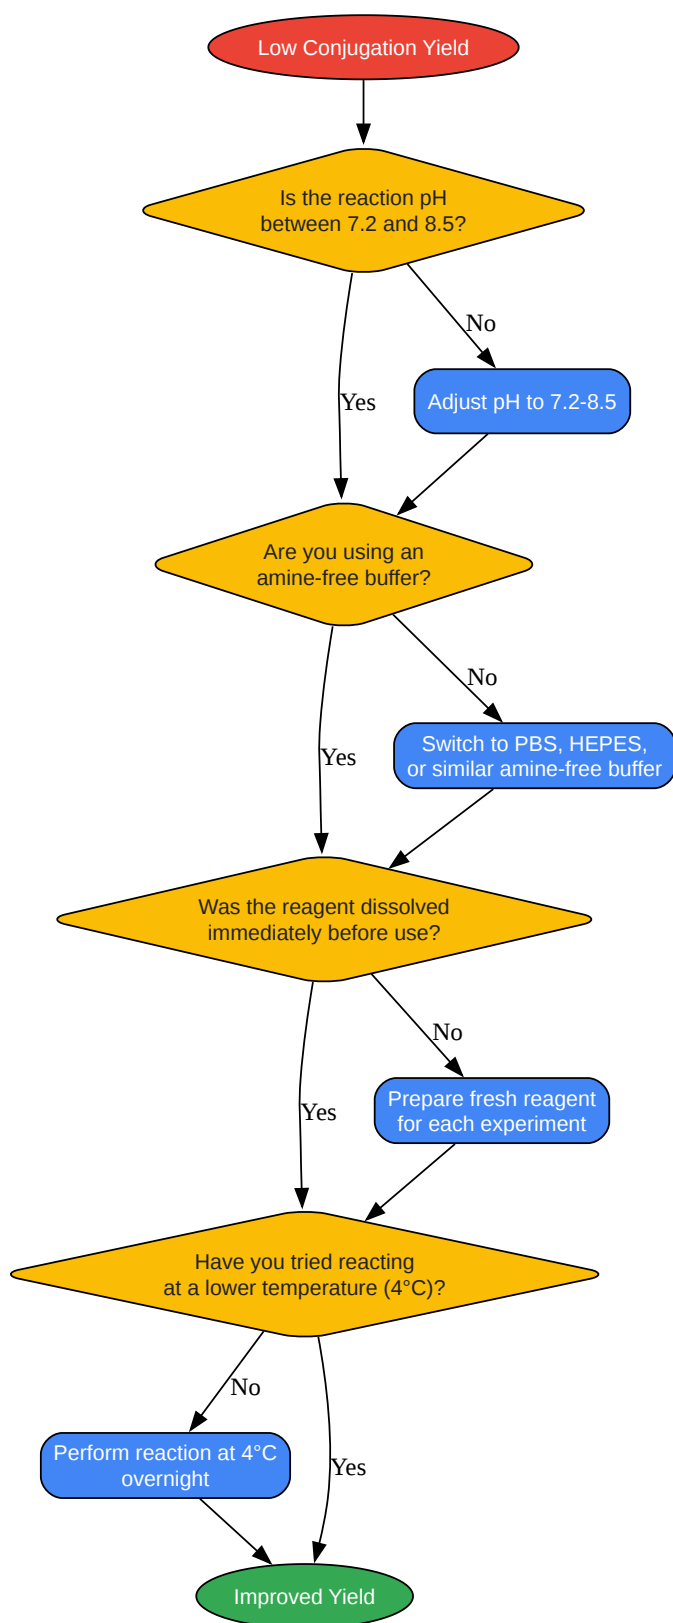 Low Conjugation Yield
Is the reaction pH
between 7.2 and 8.5?
No
Yes
Adjust pH to 7.2-8.5
Are you using an
amine-free buffer?
No
Yes
Switch to PBS, HEPES,
or similar amine-free buffer
Was the reagent dissolved
immediately before use?
No
Yes
Prepare fresh reagent
for each experiment
Have you tried reacting
at a lower temperature (4°C)?
No
Perform reaction at 4°C
overnight
Yes
Improved Yield